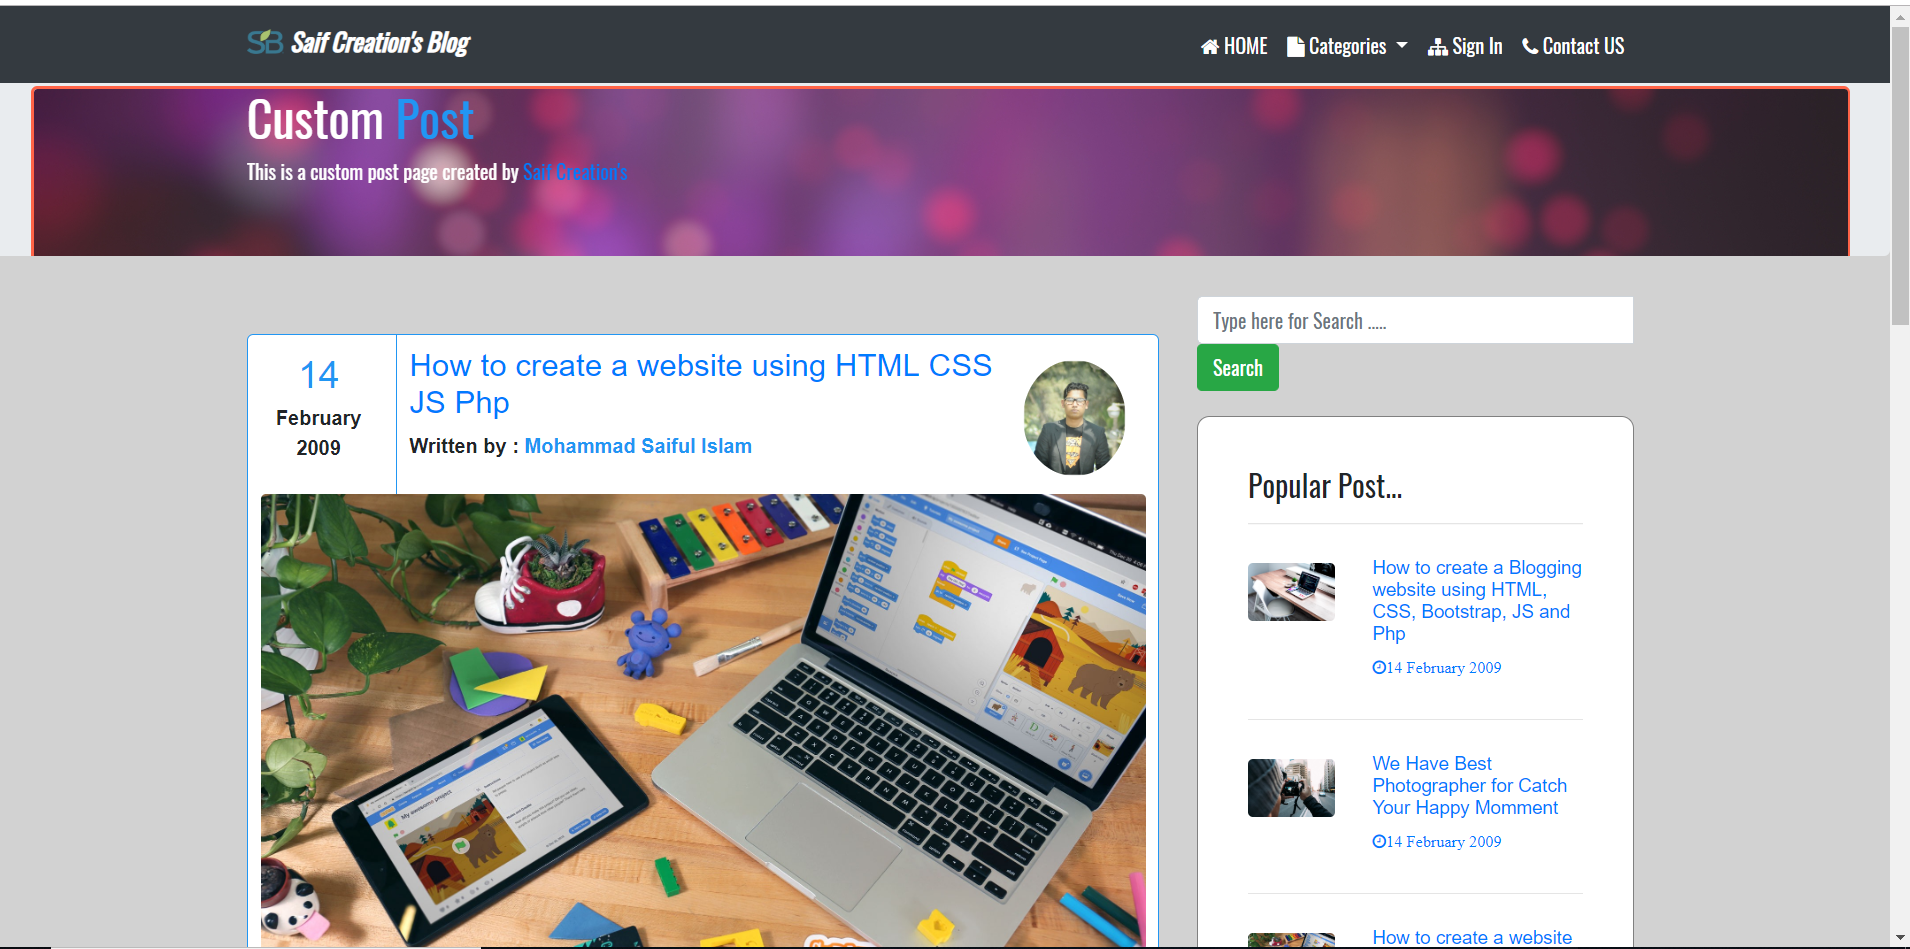 SB Saif Creation's Blog
HOME
Categories
Sign In
Contact US
Custom Post
This is a custom post page created by Saif Creation's
14
February
2009
How to create a website using HTML CSS
JS Php
Written by : Mohammad Saiful Islam
My awesome project
Type here for Search .....
Search
Popular Post...
How to create a Blogging
website using HTML,
CSS, Bootstrap, JS and
Php
14 February 2009
We Have Best
Photographer for Catch
Your Happy Momment
14 February 2009
How to create a website